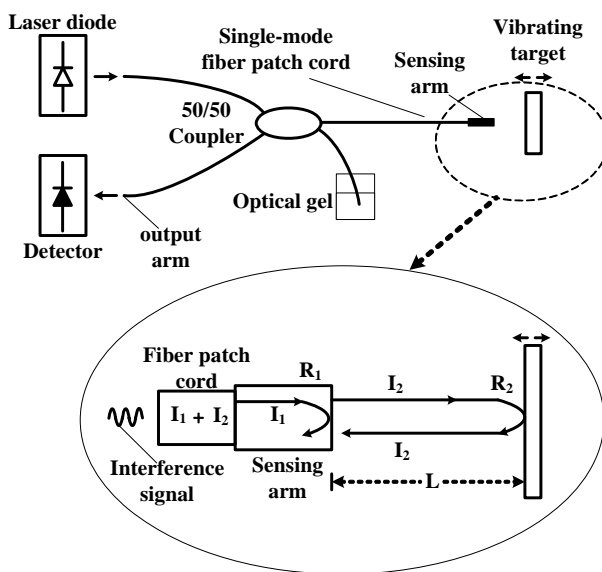 Laser diode
Single-mode
fiber patch cord
Sensing
arm
Vibrating
target
50/50
Coupler
Optical gel
output
arm
Detector
Fiber patch
cord
R1
I2
R2
I1 + I2
I1
I2
Interference
signal
Sensing
arm
L